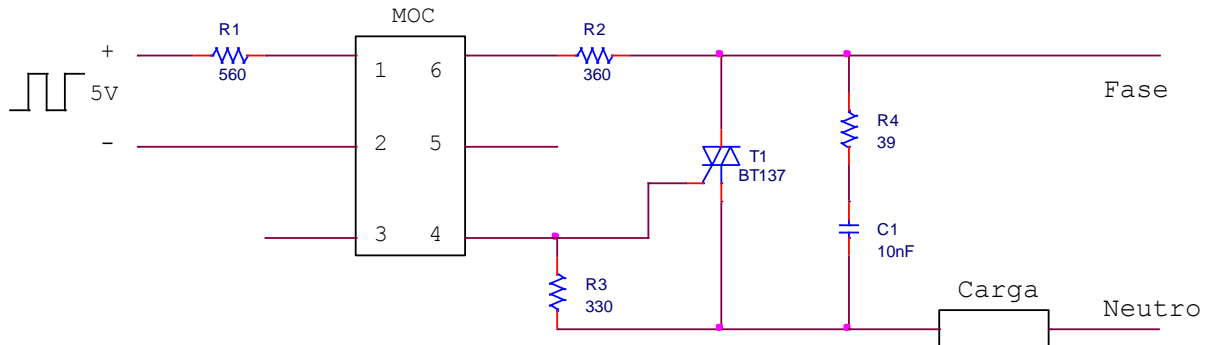 MOC
R1
560
R2
360
+
5V
-
1
6
2
5
3
4
Fase
R4
39
T1
BT137
C1
10nF
R3
330
Carga
Neutro